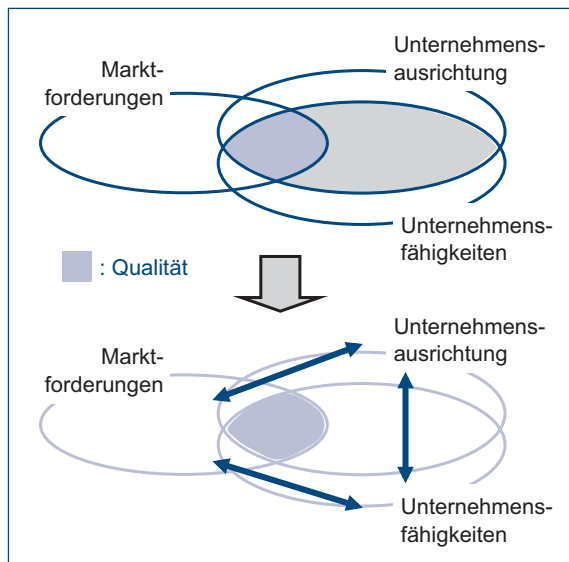 Markt-
forderungen
Unternehmens-
ausrichtung
Unternehmens-
fähigkeiten
: Qualität
Markt-
forderungen
Unternehmens-
ausrichtung
Unternehmens-
fähigkeiten